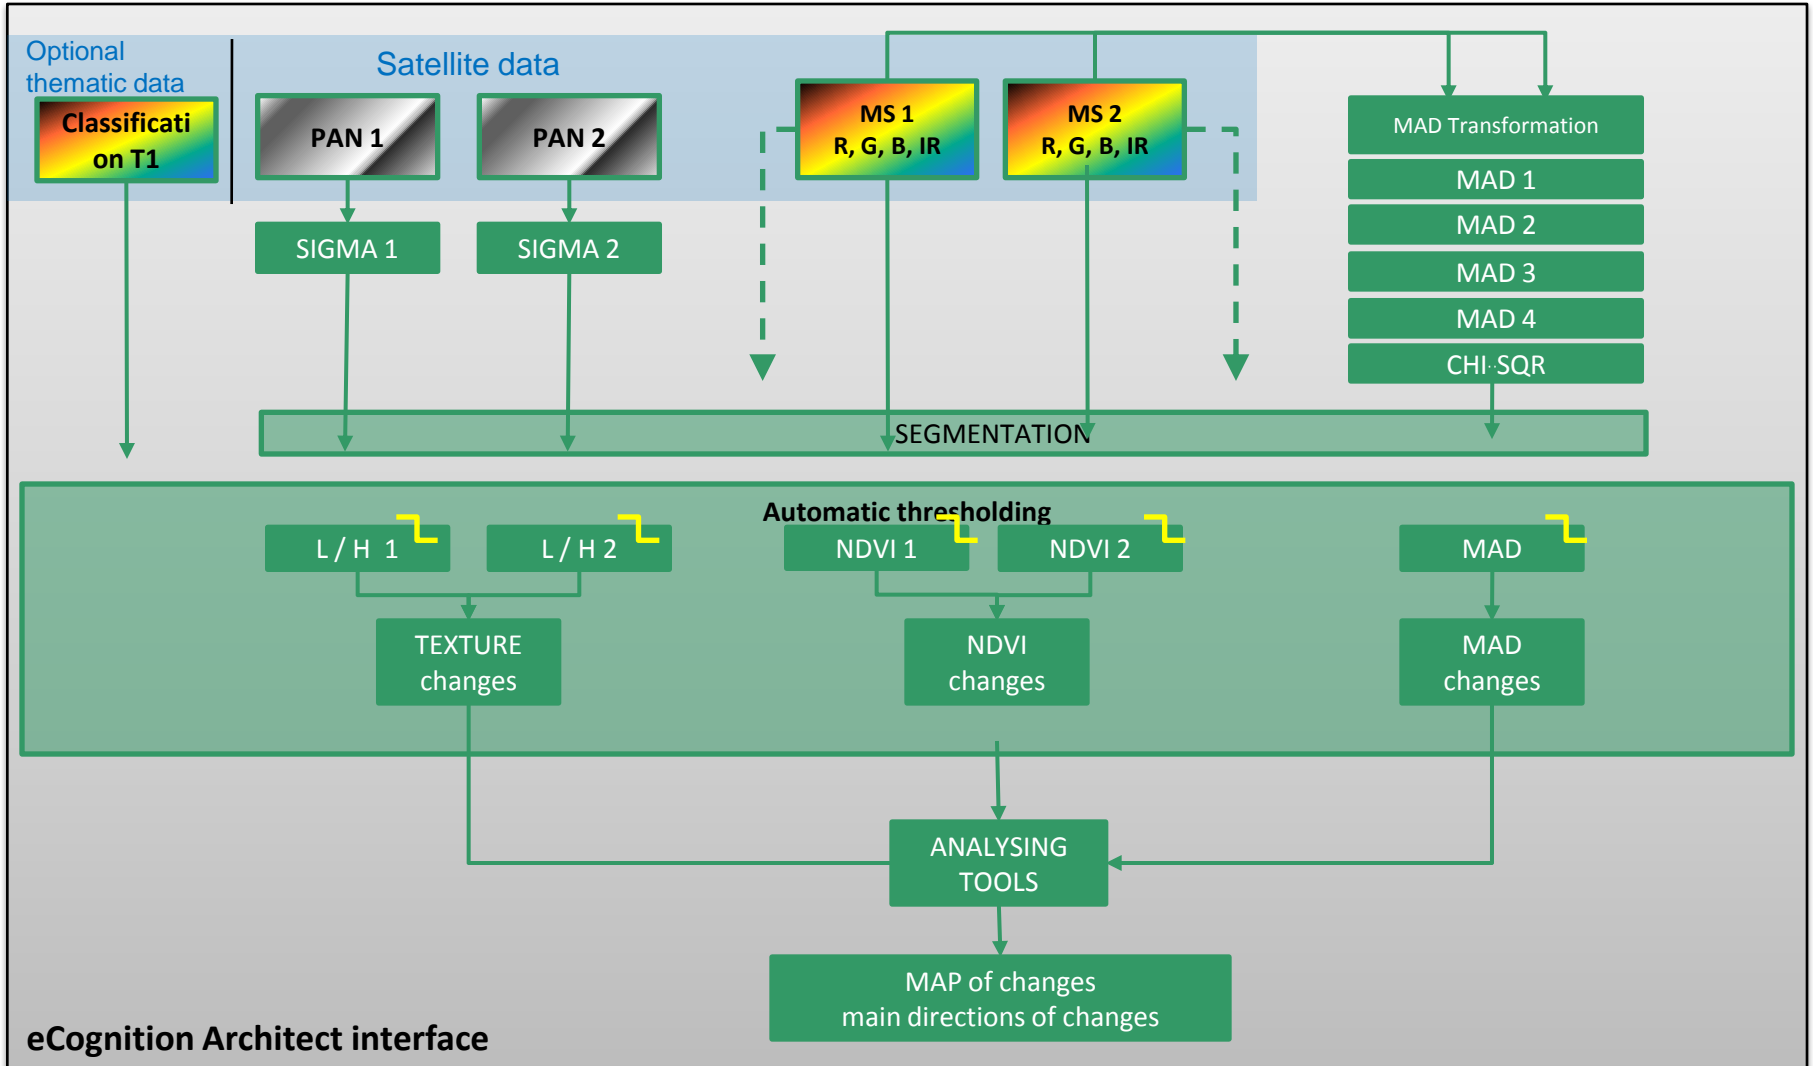 Optional
thematic data
Satellite data
Classificati
on T1
PAN 1
PAN 2
MS 1
R, G, B, IR
MS 2
R, G, B, IR
MAD Transformation
MAD 1
MAD 2
MAD 3
MAD 4
CHI-SQR
SIGMA 1
SIGMA 2
SEGMENTATION
Automatic thresholding
L / H 1
L / H 2
NDVI 1
NDVI 2
MAD
TEXTURE
changes
NDVI
changes
MAD
changes
ANALYSING
TOOLS
MAP of changes
main directions of changes
eCognition Architect interface